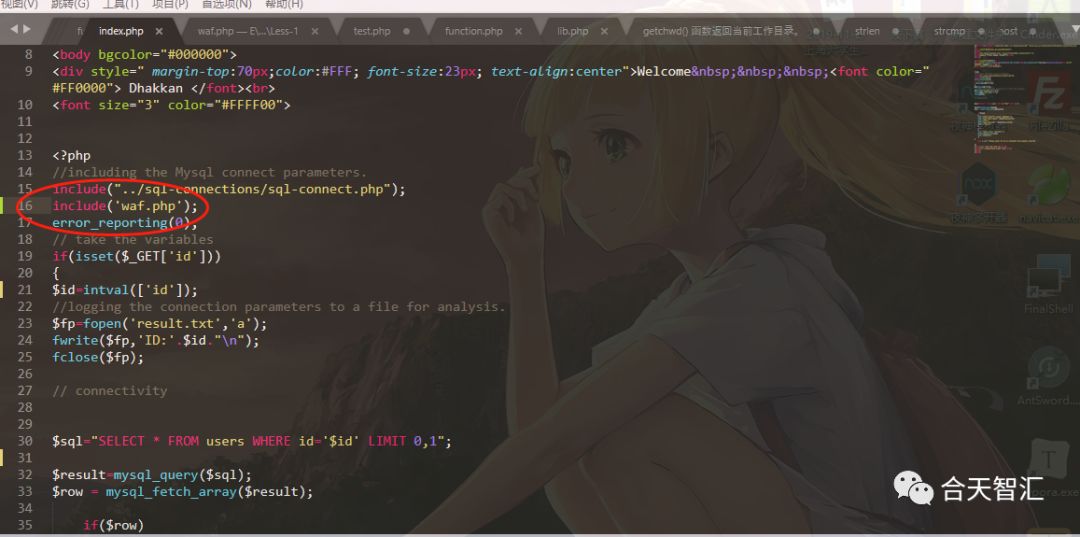 视图(V) 跳转(G) 工具(T) 项目(P) 首选项(N) 帮助(H)
fi index.php × waf.php — E\...\Less-1 × test.php function.php × lib.php × getchwd() 函数返回当前工作目录。 strlen strcmp post
8 <body bgcolor="#000000">
9 <div style=" margin-top:70px;color:#FFF; font-size:23px; text-align:center">Welcome&nbsp;&nbsp;&nbsp;<font color="
#FF0000"> Dhakkan </font><br>
10 <font size="3" color="#FFFF00">
11
12
13 <?php
14 //including the Mysql connect parameters.
15 include("../sql-connections/sql-connect.php");
16 include('waf.php');
17 error_reporting(0);
18 // take the variables
19 if(isset($_GET['id']))
20 {
21 $id=intval(['id']);
22 //logging the connection parameters to a file for analysis.
23 $fp=fopen('result.txt','a');
24 fwrite($fp,'ID:'.$id."\n");
25 fclose($fp);
26
27 // connectivity
28
29
30 $sql="SELECT * FROM users WHERE id='$id' LIMIT 0,1";
31
32 $result=mysql_query($sql);
33 $row = mysql_fetch_array($result);
34
35 if($row)
Cmder.exe
FileZilla
nox
navicat.exe
FinalShell
AntSword...
合天智汇